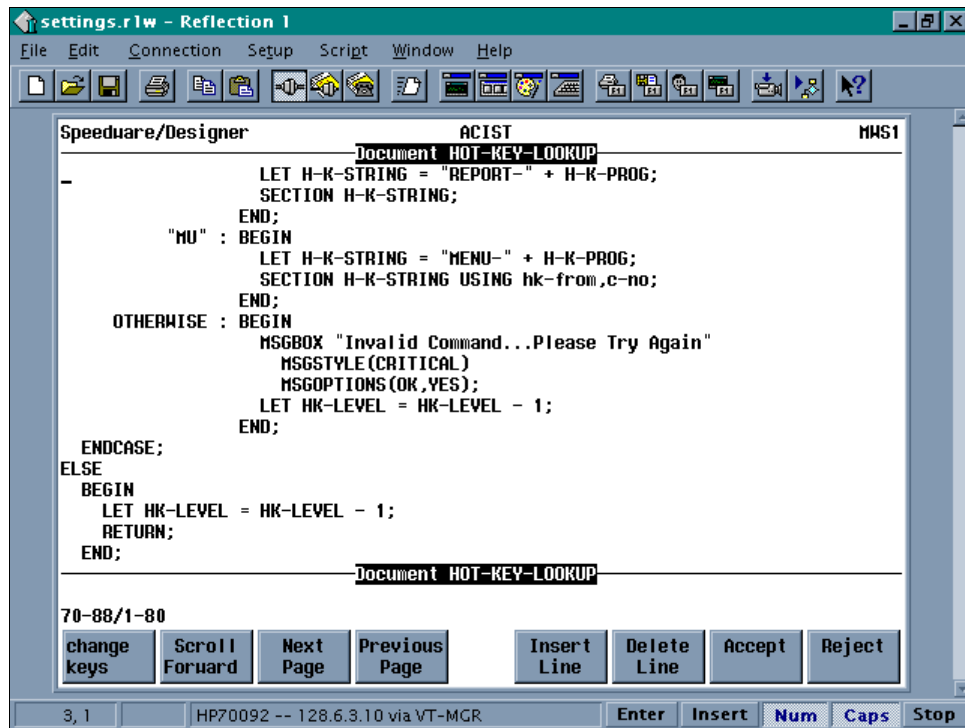 settings.r1w - Reflection 1
File Edit Connection Setup Script Window Help
Speedware/Designer ACIST MWS1
Document HOT-KEY-LOOKUP
LET H-K-STRING = "REPORT-" + H-K-PROG;
SECTION H-K-STRING;
END;
"MU" : BEGIN
LET H-K-STRING = "MENU-" + H-K-PROG;
SECTION H-K-STRING USING hk-from,c-no;
END;
OTHERWISE : BEGIN
MSGBOX "Invalid Command...Please Try Again"
MSGSTYLE(CRITICAL)
MSGOPTIONS(OK,YES);
LET HK-LEVEL = HK-LEVEL - 1;
END;
ENDCASE;
ELSE
BEGIN
LET HK-LEVEL = HK-LEVEL - 1;
RETURN;
END;
Document HOT-KEY-LOOKUP
70-88/1-80
change keys Scroll Forward Next Page Previous Page Insert Line Delete Line Accept Reject
3, 1 HP70092 -- 128.6.3.10 via VT-MGR Enter Insert Num Caps Stop